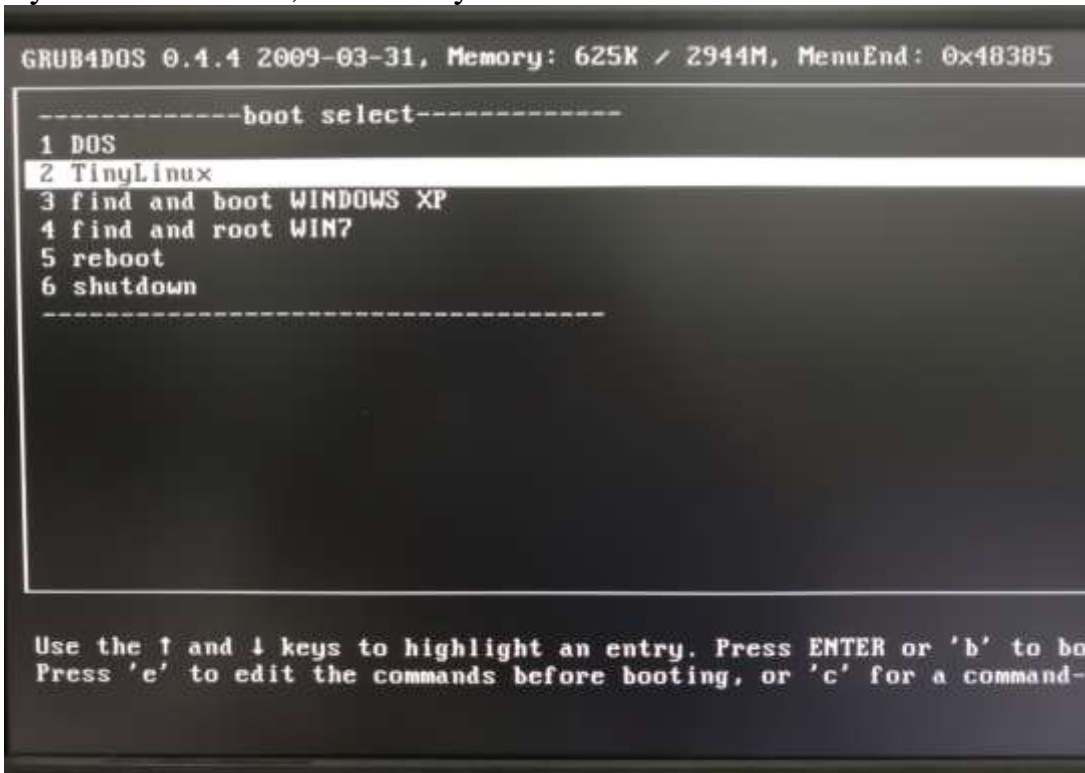 GRUB4DOS 0.4.4 2009-03-31, Memory: 625K / 2944M, MenuEnd: 0x48385
-------------boot select-------------
1 DOS
2 TinyLinux
3 find and boot WINDOWS XP
4 find and root WIN7
5 reboot
6 shutdown
------------------------------------
Use the ↑ and ↓ keys to highlight an entry. Press ENTER or 'b' to bo
Press 'e' to edit the commands before booting, or 'c' for a command-